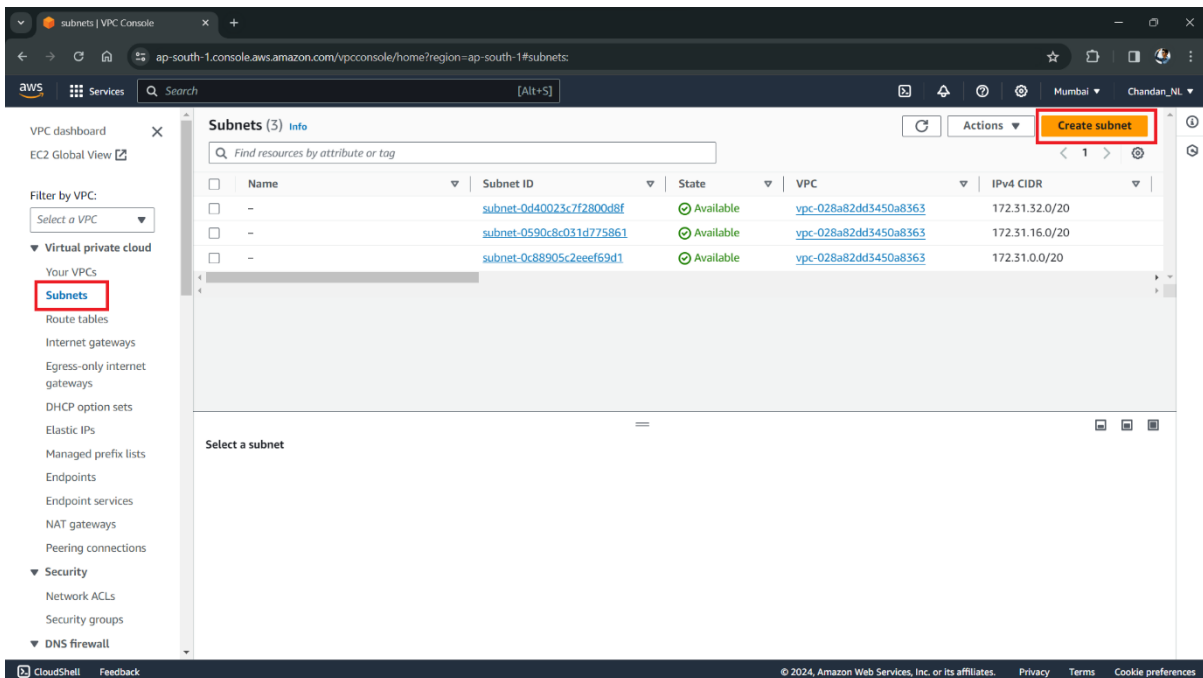 subnets | VPC Console
ap-south-1.console.aws.amazon.com/vpcconsole/home?region=ap-south-1#subnets:
aws Services Search [Alt+S] Mumbai Chandan_NL
VPC dashboard
EC2 Global View
Filter by VPC:
Select a VPC
Virtual private cloud
Your VPCs
Subnets
Route tables
Internet gateways
Egress-only internet
gateways
DHCP option sets
Elastic IPs
Managed prefix lists
Endpoints
Endpoint services
NAT gateways
Peering connections
Security
Network ACLs
Security groups
DNS firewall
Subnets (3) Info Actions Create subnet
Find resources by attribute or tag 1
Name Subnet ID State VPC IPv4 CIDR
– subnet-0d40023c7f2800d8f Available vpc-028a82dd3450a8363 172.31.32.0/20
– subnet-0590c8c031d775861 Available vpc-028a82dd3450a8363 172.31.16.0/20
– subnet-0c88905c2eeef69d1 Available vpc-028a82dd3450a8363 172.31.0.0/20
Select a subnet
CloudShell Feedback © 2024, Amazon Web Services, Inc. or its affiliates. Privacy Terms Cookie preferences